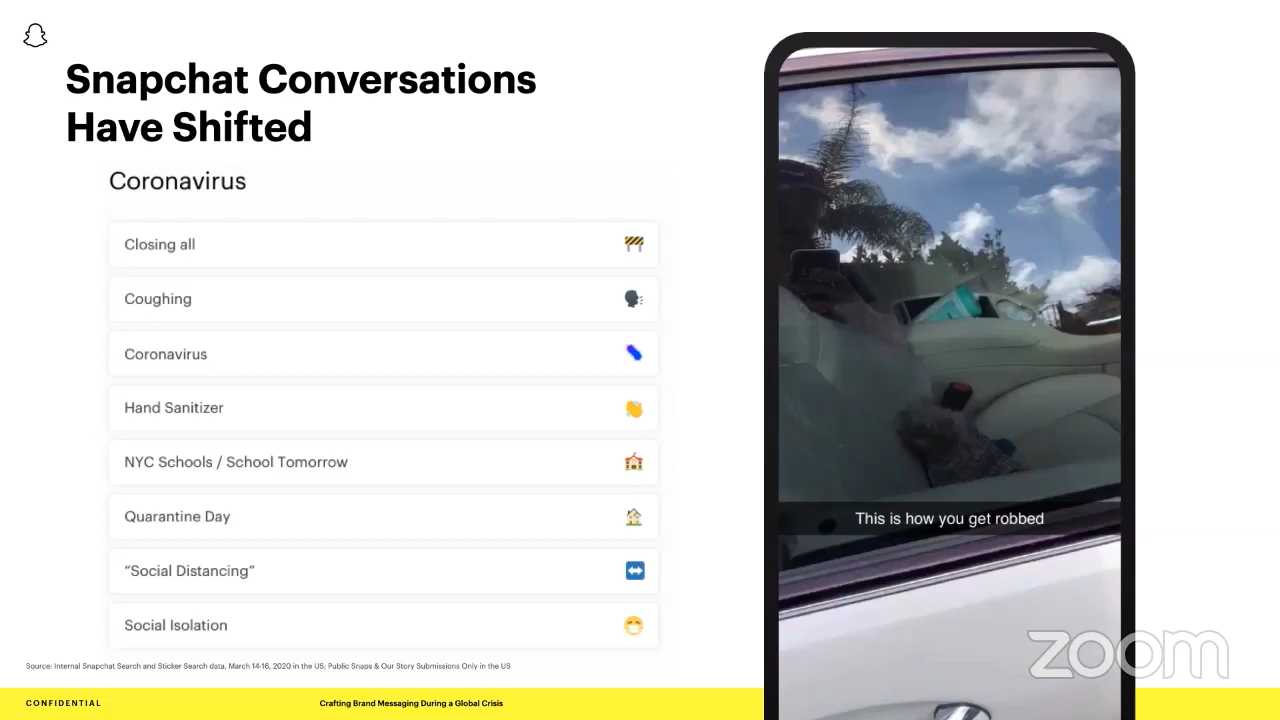 Snapchat Conversations
Have Shifted
Coronavirus
Closing all
Coughing
Coronavirus
Hand Sanitizer
NYC Schools / School Tomorrow
Quarantine Day
“Social Distancing”
Social Isolation
Source: Internal Snapchat Search and Sticker Search data, March 14-16, 2020 in the US; Public Snaps & Our Story Submissions Only in the US
CONFIDENTIAL
Crafting Brand Messaging During a Global Crisis
This is how you get robbed
zoom